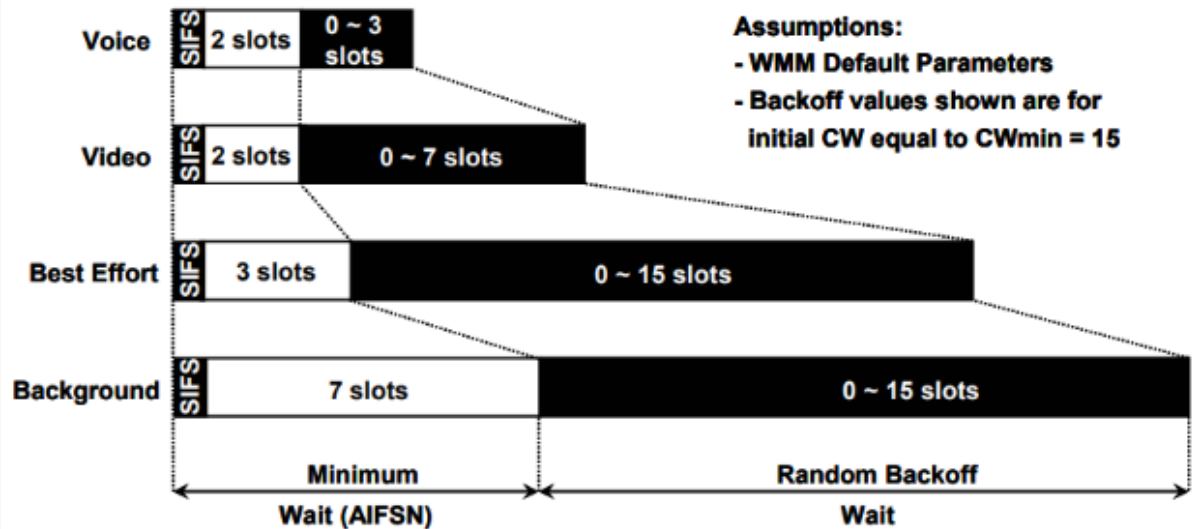 Voice SIFS 2 slots 0 ~ 3
slots
Assumptions:
- WMM Default Parameters
- Backoff values shown are for
initial CW equal to CWmin = 15
Video SIFS 2 slots 0 ~ 7 slots
Best Effort SIFS 3 slots 0 ~ 15 slots
Background SIFS 7 slots 0 ~ 15 slots
Minimum
Wait (AIFSN)
Random Backoff
Wait